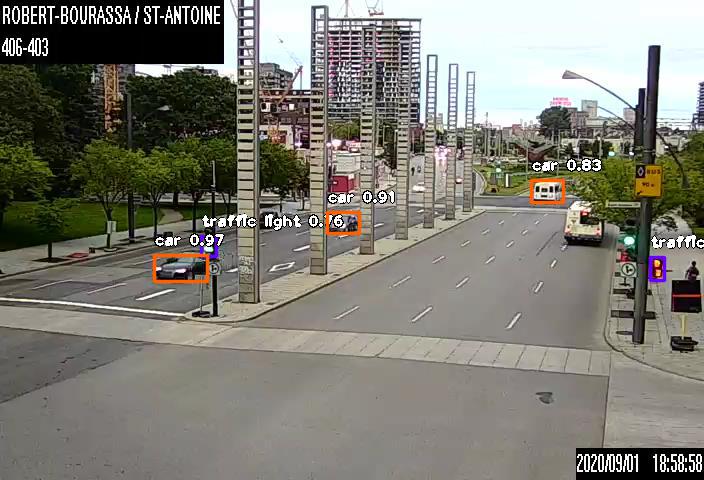 ROBERT-BOURASSA / ST-ANTOINE
406-403
car 0.83
car 0.91
traffic light 0.76
car 0.97
traffic
BUS
2020/09/01 18:58:58